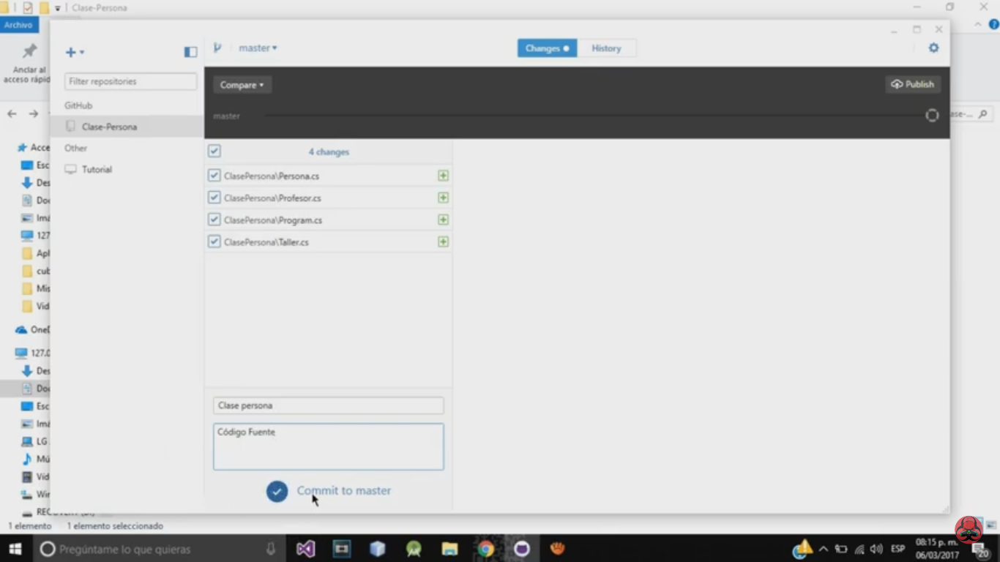 Clase-Persona
Archivo
Anclar al
acceso rápid
master
Changes
History
Filter repositories
GitHub
Clase-Persona
Other
Tutorial
Compare
Publish
master
4 changes
ClasePersona\Persona.cs
ClasePersona\Profesor.cs
ClasePersona\Program.cs
ClasePersona\Taller.cs
Clase persona
Código Fuente
Commit to master
Acce
Esc
Des
Doc
Imá
127
Apl
cub
Mis
Vid
OneD
127.0
Des
Doc
Esc
Imá
LG
Mú
Vid
Win
1 elemento
1 elemento seleccionado
Pregúntame lo que quieras
ESP
08:15 p. m.
06/03/2017
20